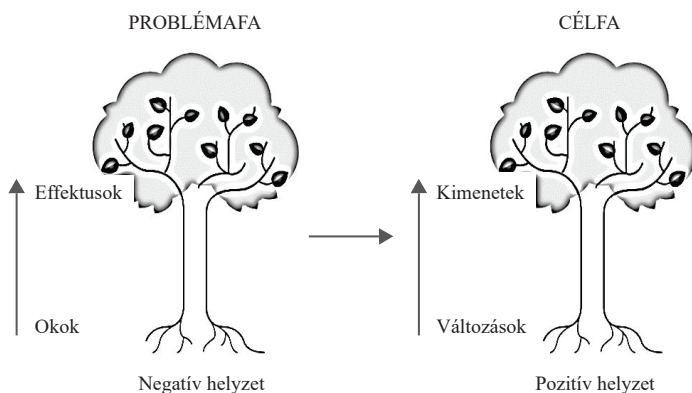 PROBLÉMAFA
Effektusok
Okok
Negatív helyzet
CÉLFA
Kimenetek
Változások
Pozitív helyzet